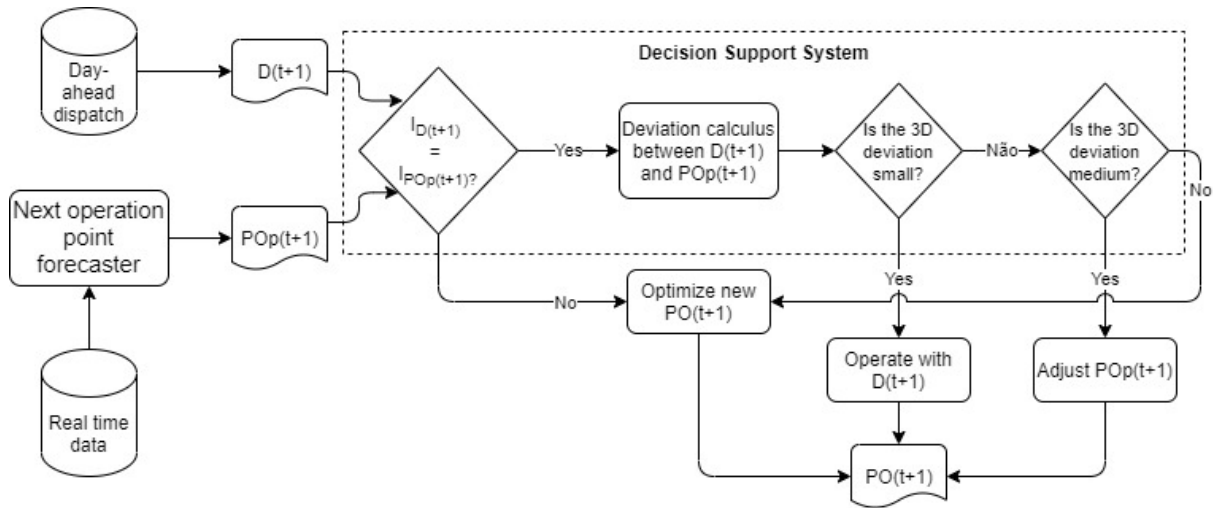 Decision Support System
Day-
ahead
dispatch
D(t+1)
I_D(t+1)
=
I_POp(t+1)?
Yes
Deviation calculus
between D(t+1)
and POp(t+1)
Is the 3D
deviation
small?
Não
Is the 3D
deviation
medium?
No
Next operation
point
forecaster
POp(t+1)
Yes
Yes
No
Optimize new
PO(t+1)
Operate with
D(t+1)
Adjust POp(t+1)
Real time
data
PO(t+1)